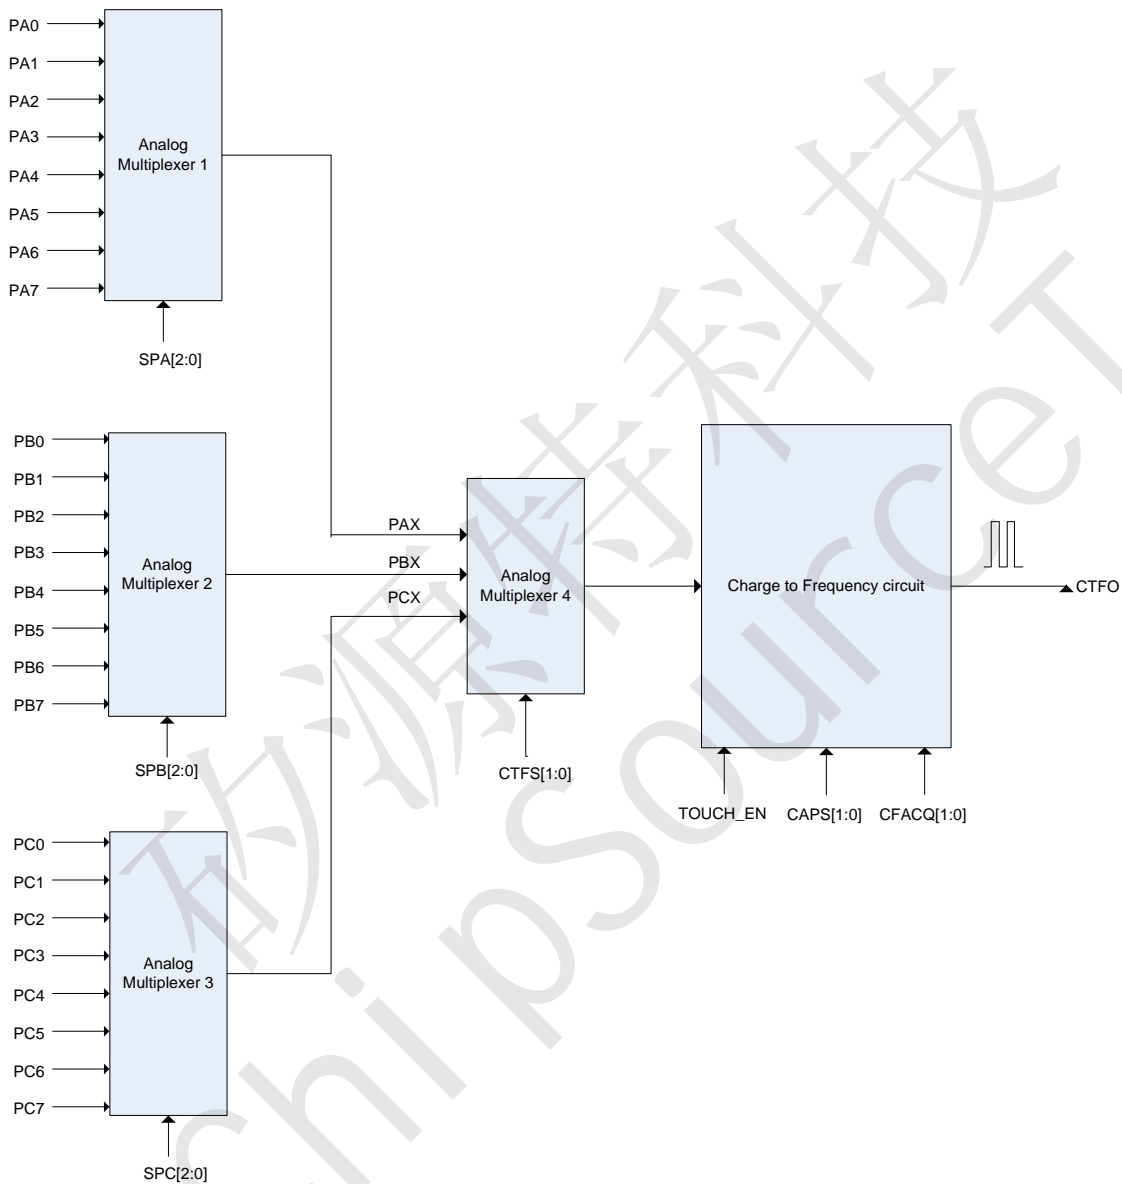 PA0
PA1
PA2
PA3
PA4
PA5
PA6
PA7
Analog
Multiplexer 1
SPA[2:0]
PB0
PB1
PB2
PB3
PB4
PB5
PB6
PB7
Analog
Multiplexer 2
SPB[2:0]
PC0
PC1
PC2
PC3
PC4
PC5
PC6
PC7
Analog
Multiplexer 3
SPC[2:0]
PAX
PBX
PCX
Analog
Multiplexer 4
CTFS[1:0]
Charge to Frequency circuit
TOUCH_EN
CAPS[1:0]
CFACQ[1:0]
CTFO
矽源特科技
ChipSourceT